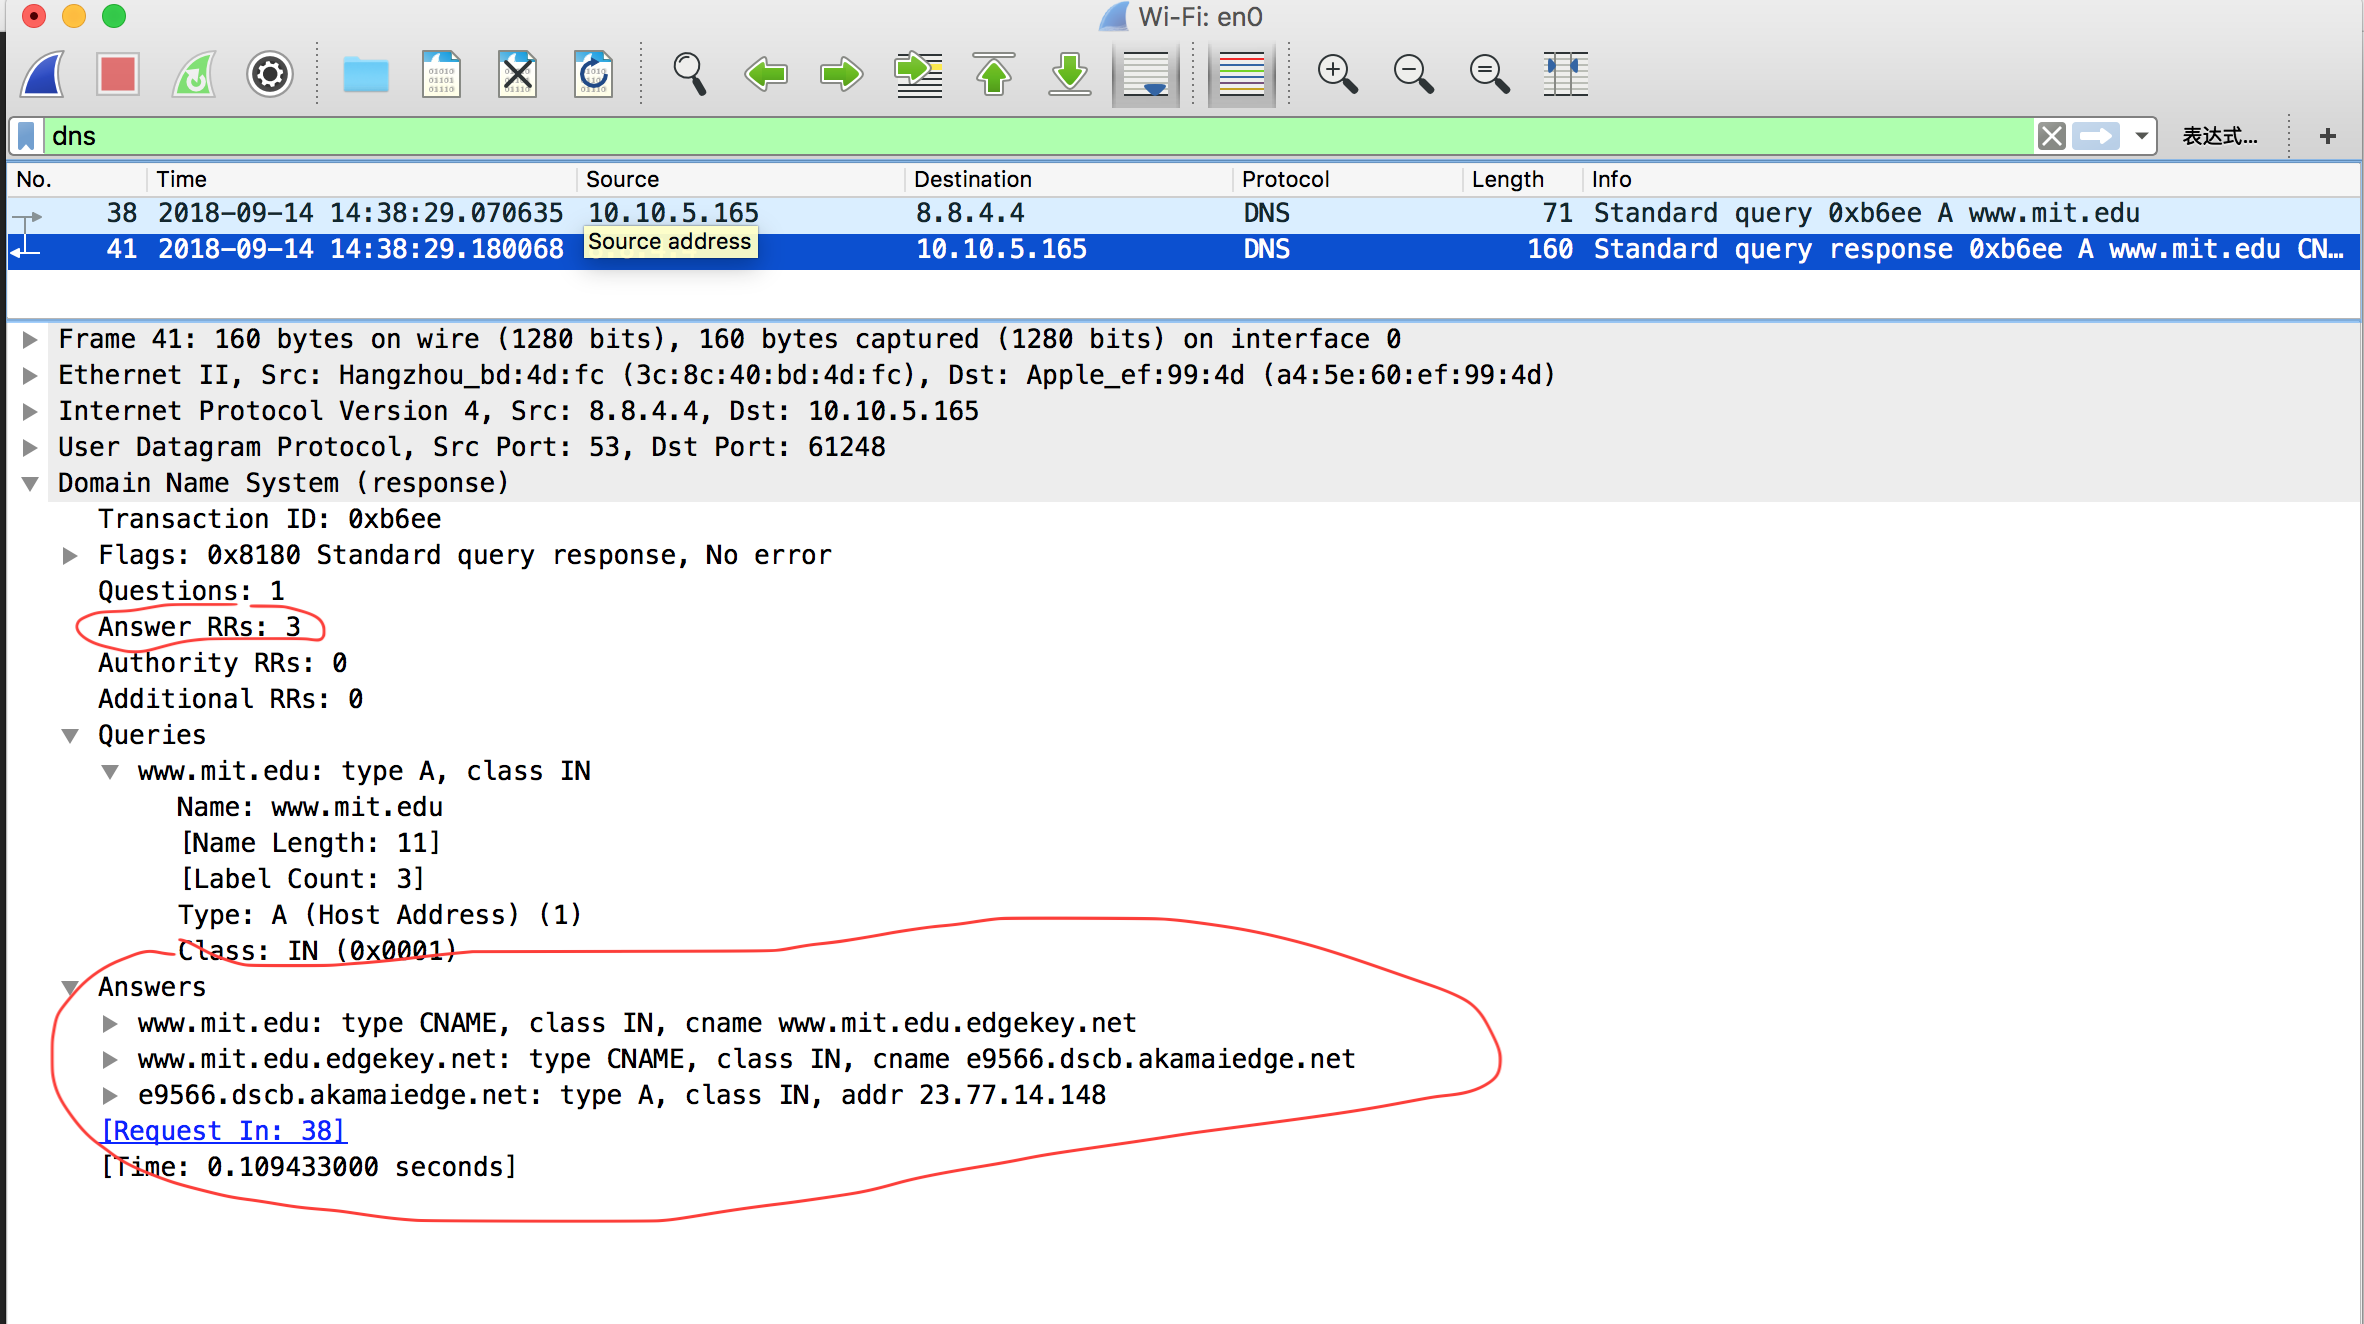 Wi-Fi: en0
dns
表达式...
+
No. Time Source Destination Protocol Length Info
38 2018-09-14 14:38:29.070635 10.10.5.165 8.8.4.4 DNS 71 Standard query 0xb6ee A www.mit.edu
Source address
41 2018-09-14 14:38:29.180068 10.10.5.165 DNS 160 Standard query response 0xb6ee A www.mit.edu CN…
Frame 41: 160 bytes on wire (1280 bits), 160 bytes captured (1280 bits) on interface 0
Ethernet II, Src: Hangzhou_bd:4d:fc (3c:8c:40:bd:4d:fc), Dst: Apple_ef:99:4d (a4:5e:60:ef:99:4d)
Internet Protocol Version 4, Src: 8.8.4.4, Dst: 10.10.5.165
User Datagram Protocol, Src Port: 53, Dst Port: 61248
Domain Name System (response)
Transaction ID: 0xb6ee
Flags: 0x8180 Standard query response, No error
Questions: 1
Answer RRs: 3
Authority RRs: 0
Additional RRs: 0
Queries
www.mit.edu: type A, class IN
Name: www.mit.edu
[Name Length: 11]
[Label Count: 3]
Type: A (Host Address) (1)
Class: IN (0x0001)
Answers
www.mit.edu: type CNAME, class IN, cname www.mit.edu.edgekey.net
www.mit.edu.edgekey.net: type CNAME, class IN, cname e9566.dscb.akamaiedge.net
e9566.dscb.akamaiedge.net: type A, class IN, addr 23.77.14.148
[Request In: 38]
[Time: 0.109433000 seconds]